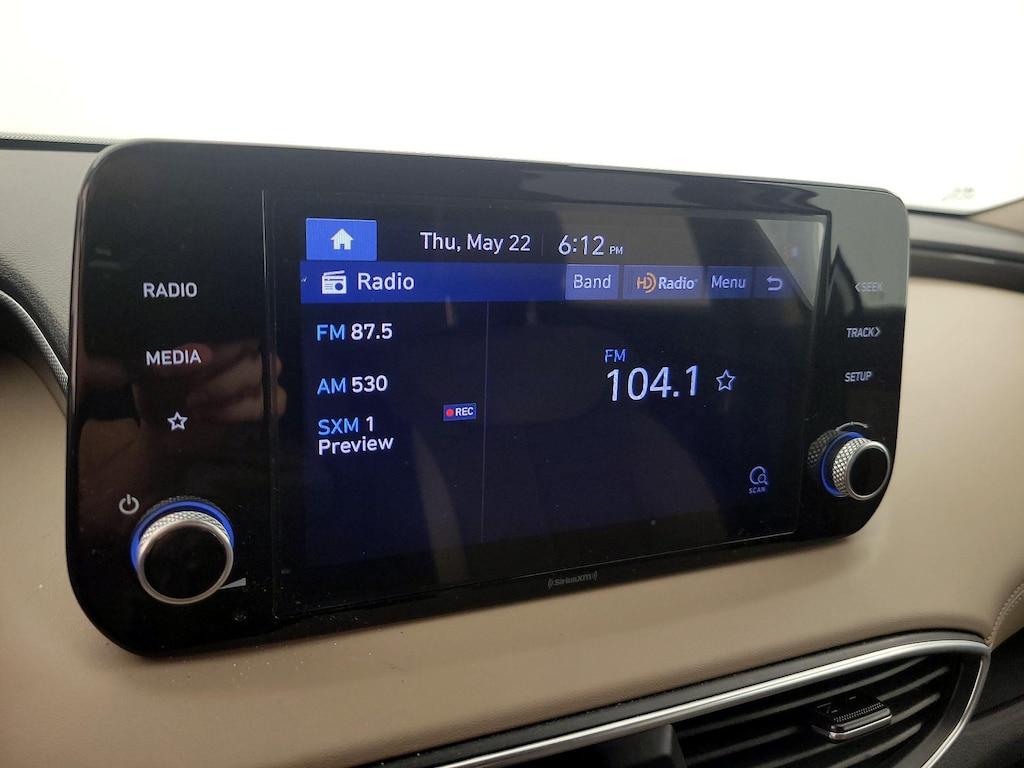 Thu, May 22 6:12 PM
Radio Band HD Radio Menu
RADIO
MEDIA
FM 87.5
AM 530
SXM 1
Preview
REC
FM
104.1
SCAN
<SEEK
TRACK>
SETUP
((SiriusXM))